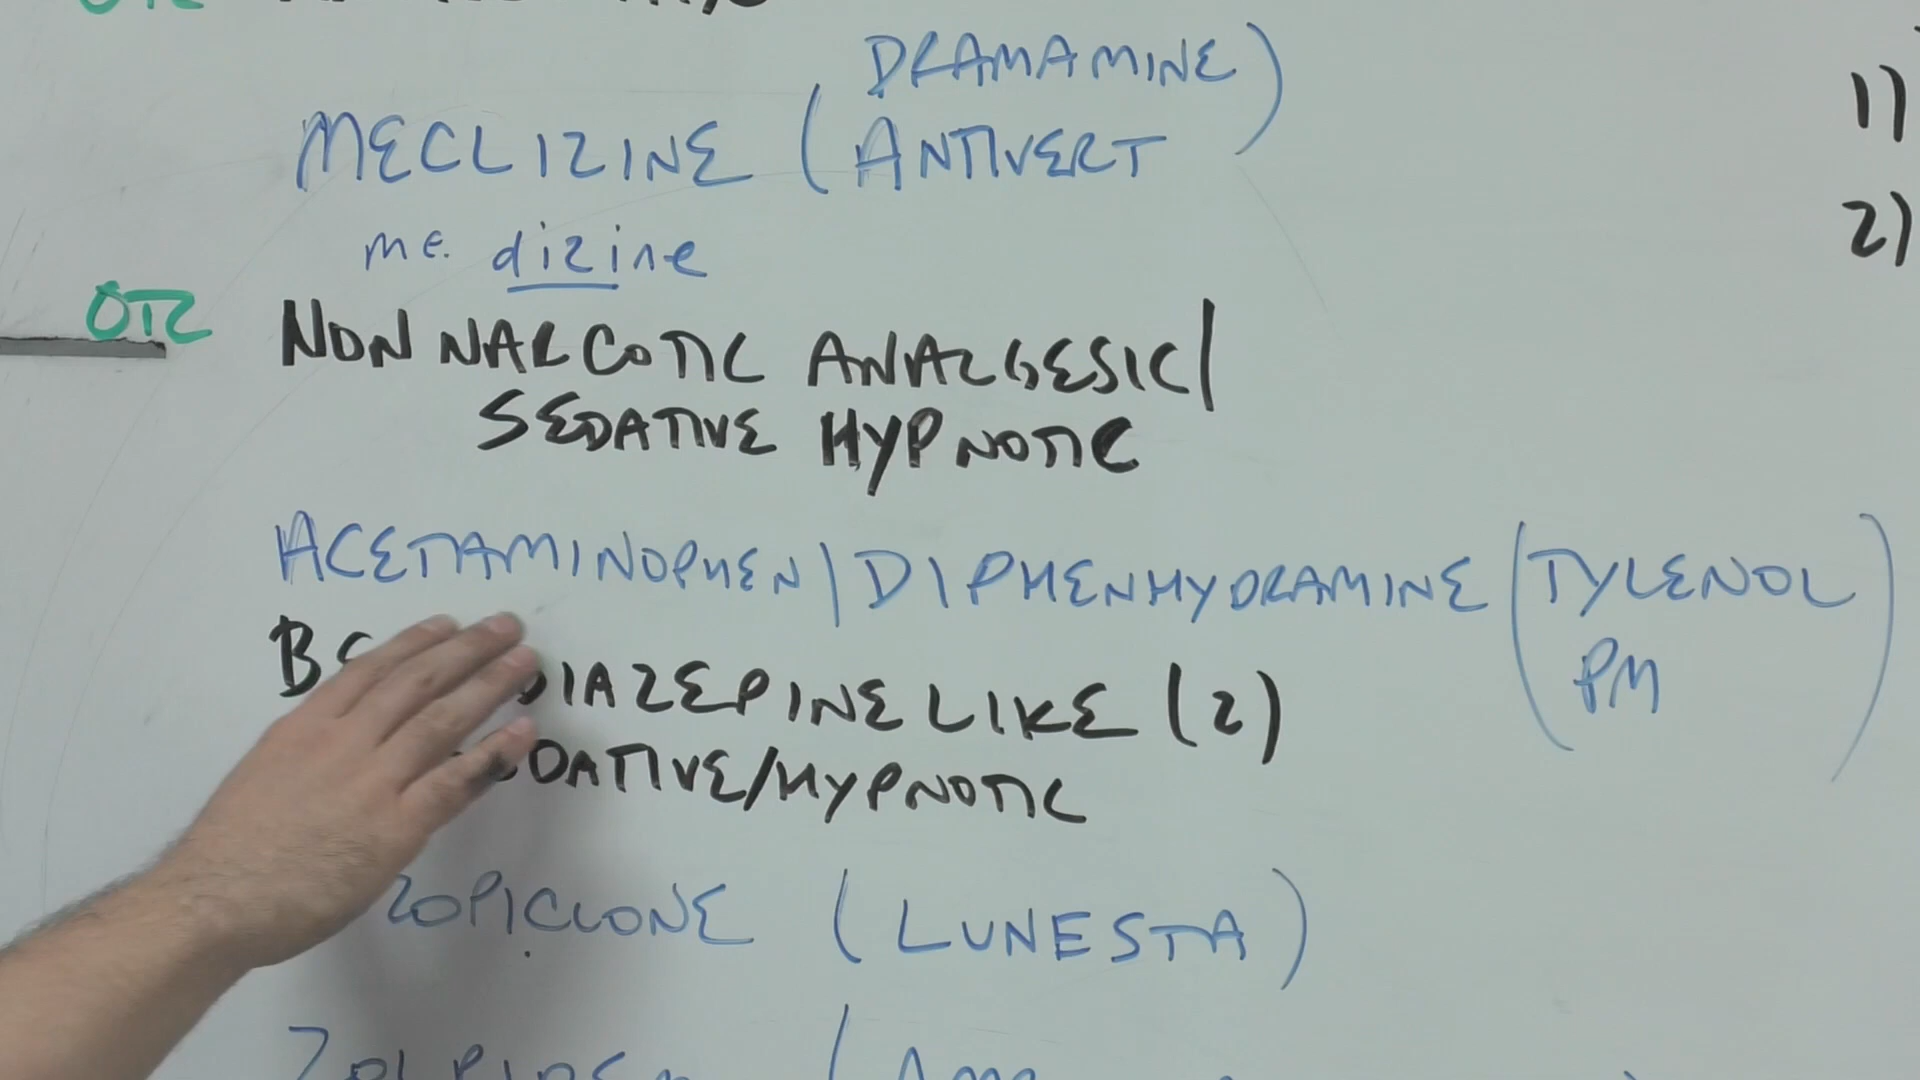 DRAMAMINE)
MECLIZINE (ANTIVERT
me. dizine
OTC NON NARCOTIC ANALGESIC/
SEDATIVE HYPNOTIC
ACETAMINOPHEN/DIPHENHYDRAMINE (TYLENOL
PM)
DIAZEPINE LIKE (2)
DATIVE/HYPNOTIC
ZOPICLONE (LUNESTA)
1)
2)